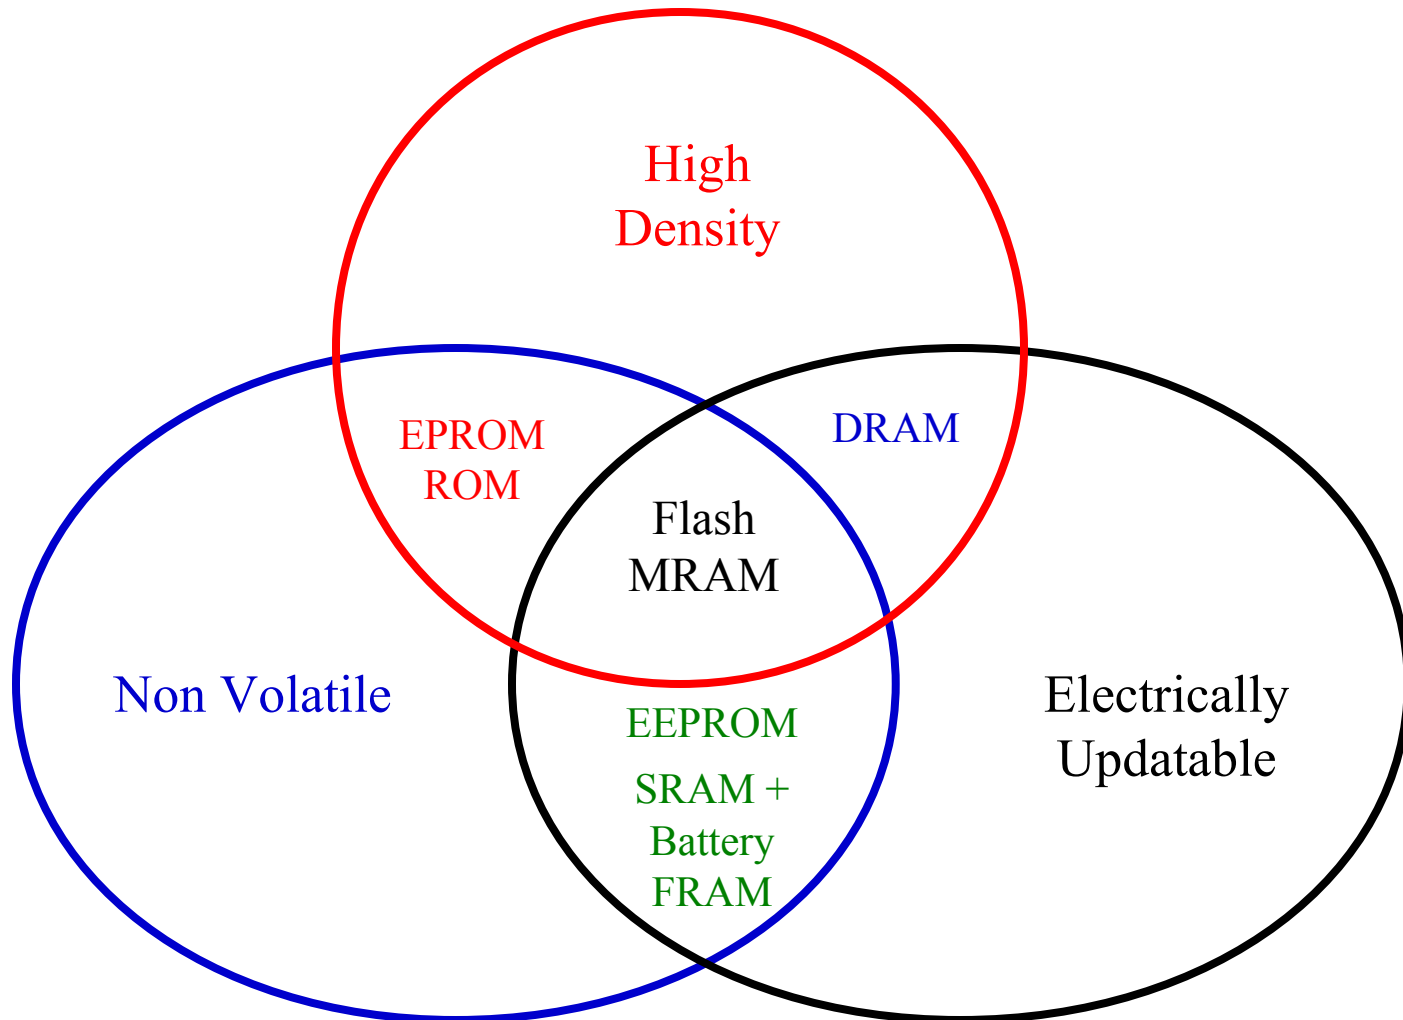 High
Density
EPROM
ROM
DRAM
Flash
MRAM
Non Volatile
Electrically
Updatable
EEPROM
SRAM +
Battery
FRAM